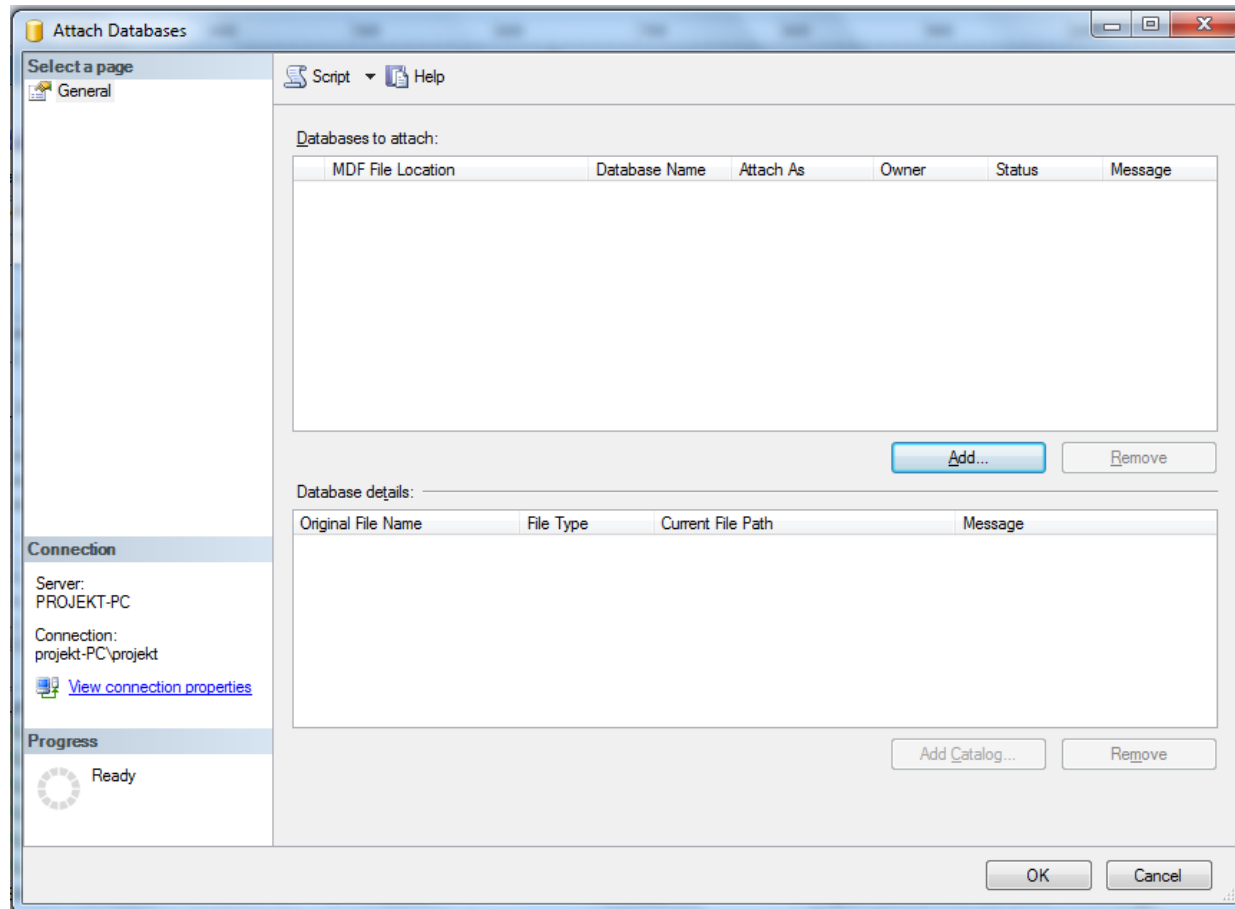 Attach Databases
Select a page
General
Script Help
Databases to attach:
MDF File Location Database Name Attach As Owner Status Message
Add... Remove
Database details:
Original File Name File Type Current File Path Message
Add Catalog... Remove
Connection
Server:
PROJEKT-PC
Connection:
projekt-PC\projekt
View connection properties
Progress
Ready
OK Cancel